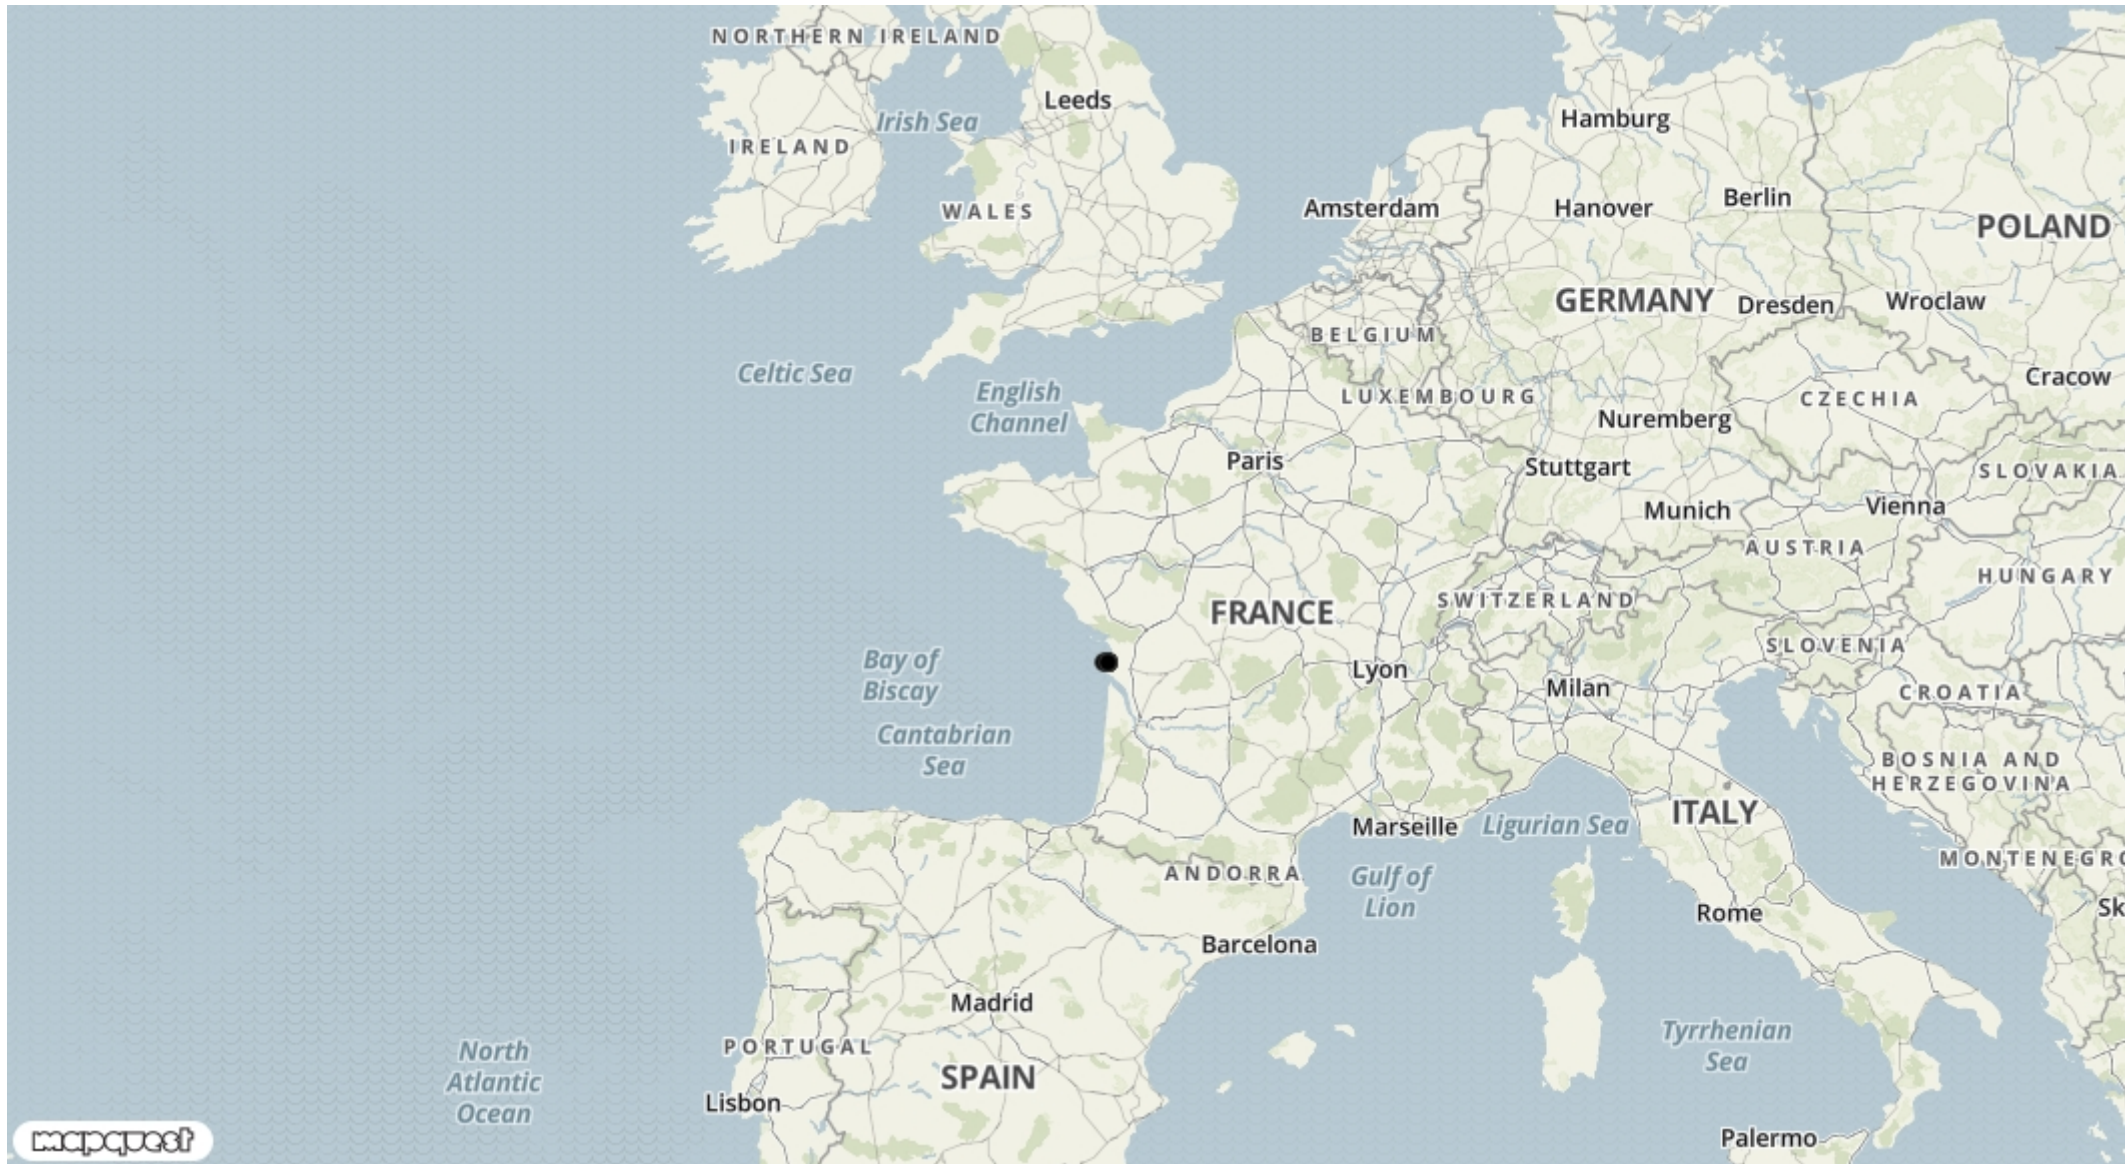 NORTHERN IRELAND
Leeds
Irish Sea
Hamburg
IRELAND
Berlin
Amsterdam
Hanover
WALES
POLAND
GERMANY
Dresden
Wroclaw
BELGIUM
Celtic Sea
Cracow
English
Channel
LUXEMBOURG
CZECHIA
Nuremberg
Paris
Stuttgart
SLOVAKIA
Munich
Vienna
AUSTRIA
HUNGARY
SWITZERLAND
FRANCE
SLOVENIA
Bay of
Biscay
Lyon
Milan
CROATIA
Cantabrian
Sea
BOSNIA AND
HERZEGOVINA
ITALY
Marseille
Ligurian Sea
MONTENEGRO
ANDORRA
Gulf of
Lion
Sk
Rome
Barcelona
Madrid
Tyrrhenian
Sea
PORTUGAL
North
Atlantic
Ocean
SPAIN
Lisbon
Palermo
mapquest